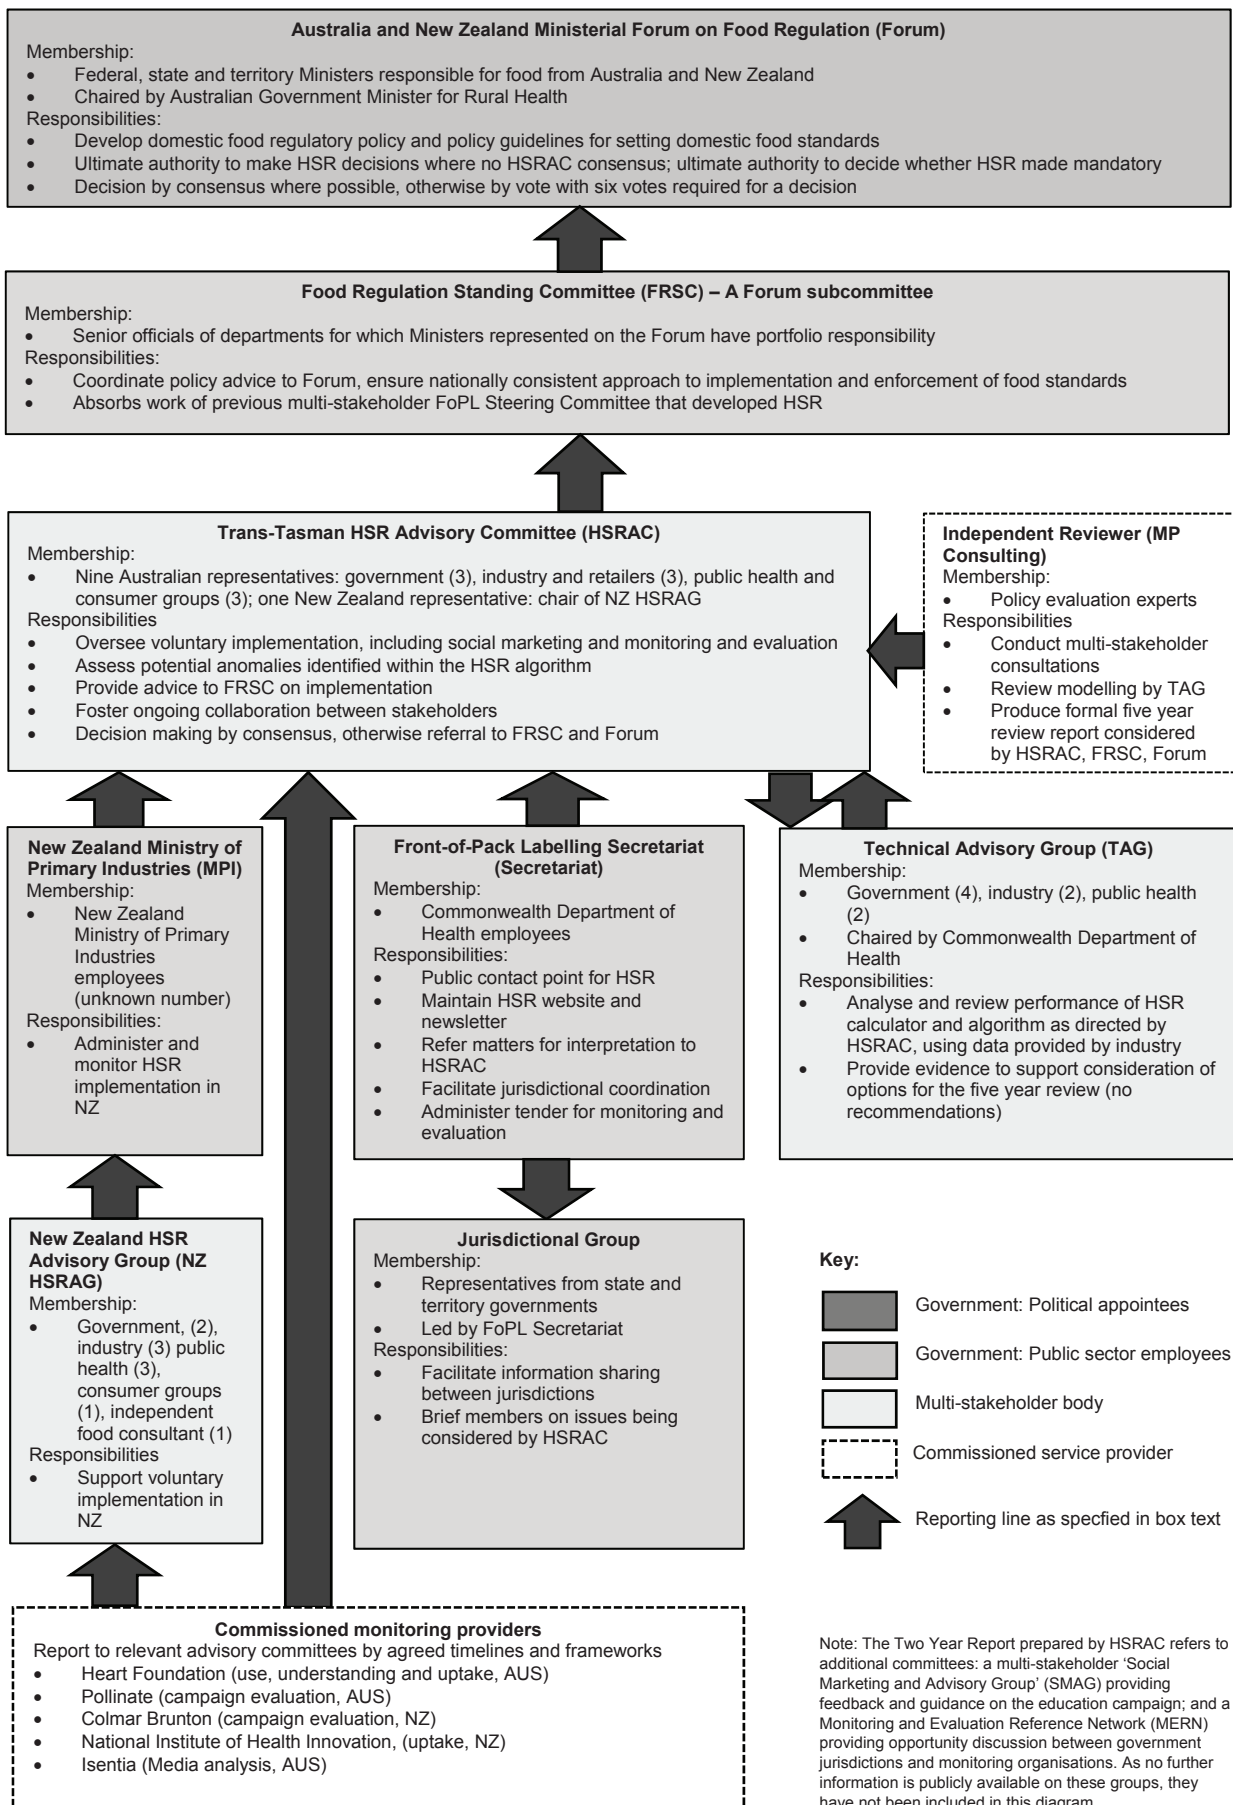 Australia and New Zealand Ministerial Forum on Food Regulation (Forum)
Membership:
• Federal, state and territory Ministers responsible for food from Australia and New Zealand
• Chaired by Australian Government Minister for Rural Health
Responsibilities:
• Develop domestic food regulatory policy and policy guidelines for setting domestic food standards
• Ultimate authority to make HSR decisions where no HSRAC consensus; ultimate authority to decide whether HSR made mandatory
• Decision by consensus where possible, otherwise by vote with six votes required for a decision
Food Regulation Standing Committee (FRSC) – A Forum subcommittee
Membership:
• Senior officials of departments for which Ministers represented on the Forum have portfolio responsibility
Responsibilities:
• Coordinate policy advice to Forum, ensure nationally consistent approach to implementation and enforcement of food standards
• Absorbs work of previous multi-stakeholder FoPL Steering Committee that developed HSR
Trans-Tasman HSR Advisory Committee (HSRAC)
Membership:
• Nine Australian representatives: government (3), industry and retailers (3), public health and
consumer groups (3); one New Zealand representative: chair of NZ HSRAG
Responsibilities
• Oversee voluntary implementation, including social marketing and monitoring and evaluation
• Assess potential anomalies identified within the HSR algorithm
• Provide advice to FRSC on implementation
• Foster ongoing collaboration between stakeholders
• Decision making by consensus, otherwise referral to FRSC and Forum
Independent Reviewer (MP
Consulting)
Membership:
• Policy evaluation experts
Responsibilities
• Conduct multi-stakeholder
consultations
• Review modelling by TAG
• Produce formal five year
review report considered
by HSRAC, FRSC, Forum
New Zealand Ministry of
Primary Industries (MPI)
Membership:
• New Zealand
Ministry of Primary
Industries
employees
(unknown number)
Responsibilities:
• Administer and
monitor HSR
implementation in
NZ
Front-of-Pack Labelling Secretariat
(Secretariat)
Membership:
• Commonwealth Department of
Health employees
Responsibilities:
• Public contact point for HSR
• Maintain HSR website and
newsletter
• Refer matters for interpretation to
HSRAC
• Facilitate jurisdictional coordination
• Administer tender for monitoring and
evaluation
Technical Advisory Group (TAG)
Membership:
• Government (4), industry (2), public health
(2)
• Chaired by Commonwealth Department of
Health
Responsibilities:
• Analyse and review performance of HSR
calculator and algorithm as directed by
HSRAC, using data provided by industry
• Provide evidence to support consideration of
options for the five year review (no
recommendations)
New Zealand HSR
Advisory Group (NZ
HSRAG)
Membership:
• Government, (2),
industry (3) public
health (3),
consumer groups
(1), independent
food consultant (1)
Responsibilities
• Support voluntary
implementation in
NZ
Jurisdictional Group
Membership:
• Representatives from state and
territory governments
• Led by FoPL Secretariat
Responsibilities:
• Facilitate information sharing
between jurisdictions
• Brief members on issues being
considered by HSRAC
Key:
Government: Political appointees
Government: Public sector employees
Multi-stakeholder body
Commissioned service provider
Reporting line as specfied in box text
Commissioned monitoring providers
Report to relevant advisory committees by agreed timelines and frameworks
• Heart Foundation (use, understanding and uptake, AUS)
• Pollinate (campaign evaluation, AUS)
• Colmar Brunton (campaign evaluation, NZ)
• National Institute of Health Innovation, (uptake, NZ)
• Isentia (Media analysis, AUS)
Note: The Two Year Report prepared by HSRAC refers to
additional committees: a multi-stakeholder ‘Social
Marketing and Advisory Group’ (SMAG) providing
feedback and guidance on the education campaign; and a
Monitoring and Evaluation Reference Network (MERN)
providing opportunity discussion between government
jurisdictions and monitoring organisations. As no further
information is publicly available on these groups, they
have not been included in this diagram